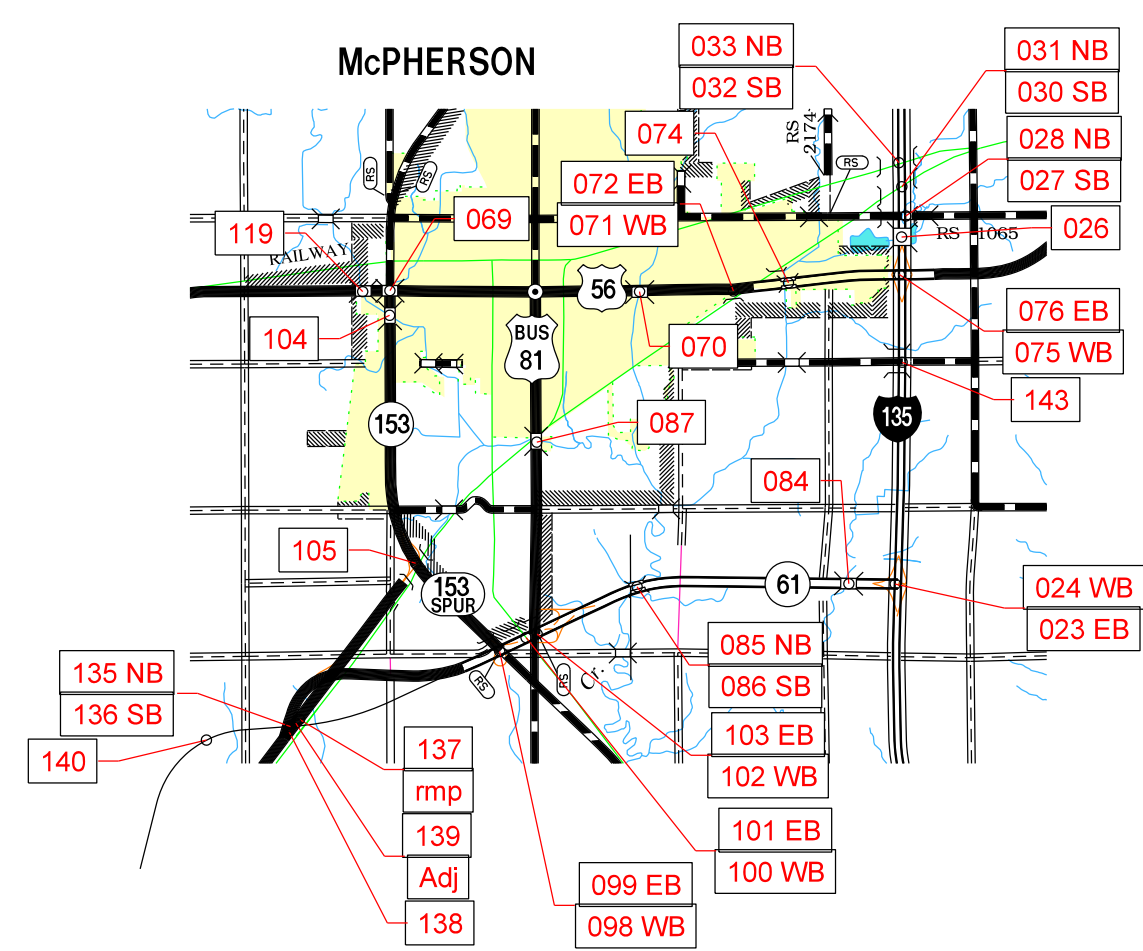 McPHERSON
033 NB
032 SB
031 NB
030 SB
028 NB
027 SB
026
074
RS
2174
RS
072 EB
071 WB
RS
RS
069
119
RAILWAY
RS 1065
56
076 EB
075 WB
104
BUS
81
070
143
153
135
087
084
105
153
SPUR
61
024 WB
023 EB
085 NB
086 SB
135 NB
136 SB
RS
RS
Cr.
103 EB
102 WB
140
137
rmp
139
Adj
138
101 EB
100 WB
099 EB
098 WB